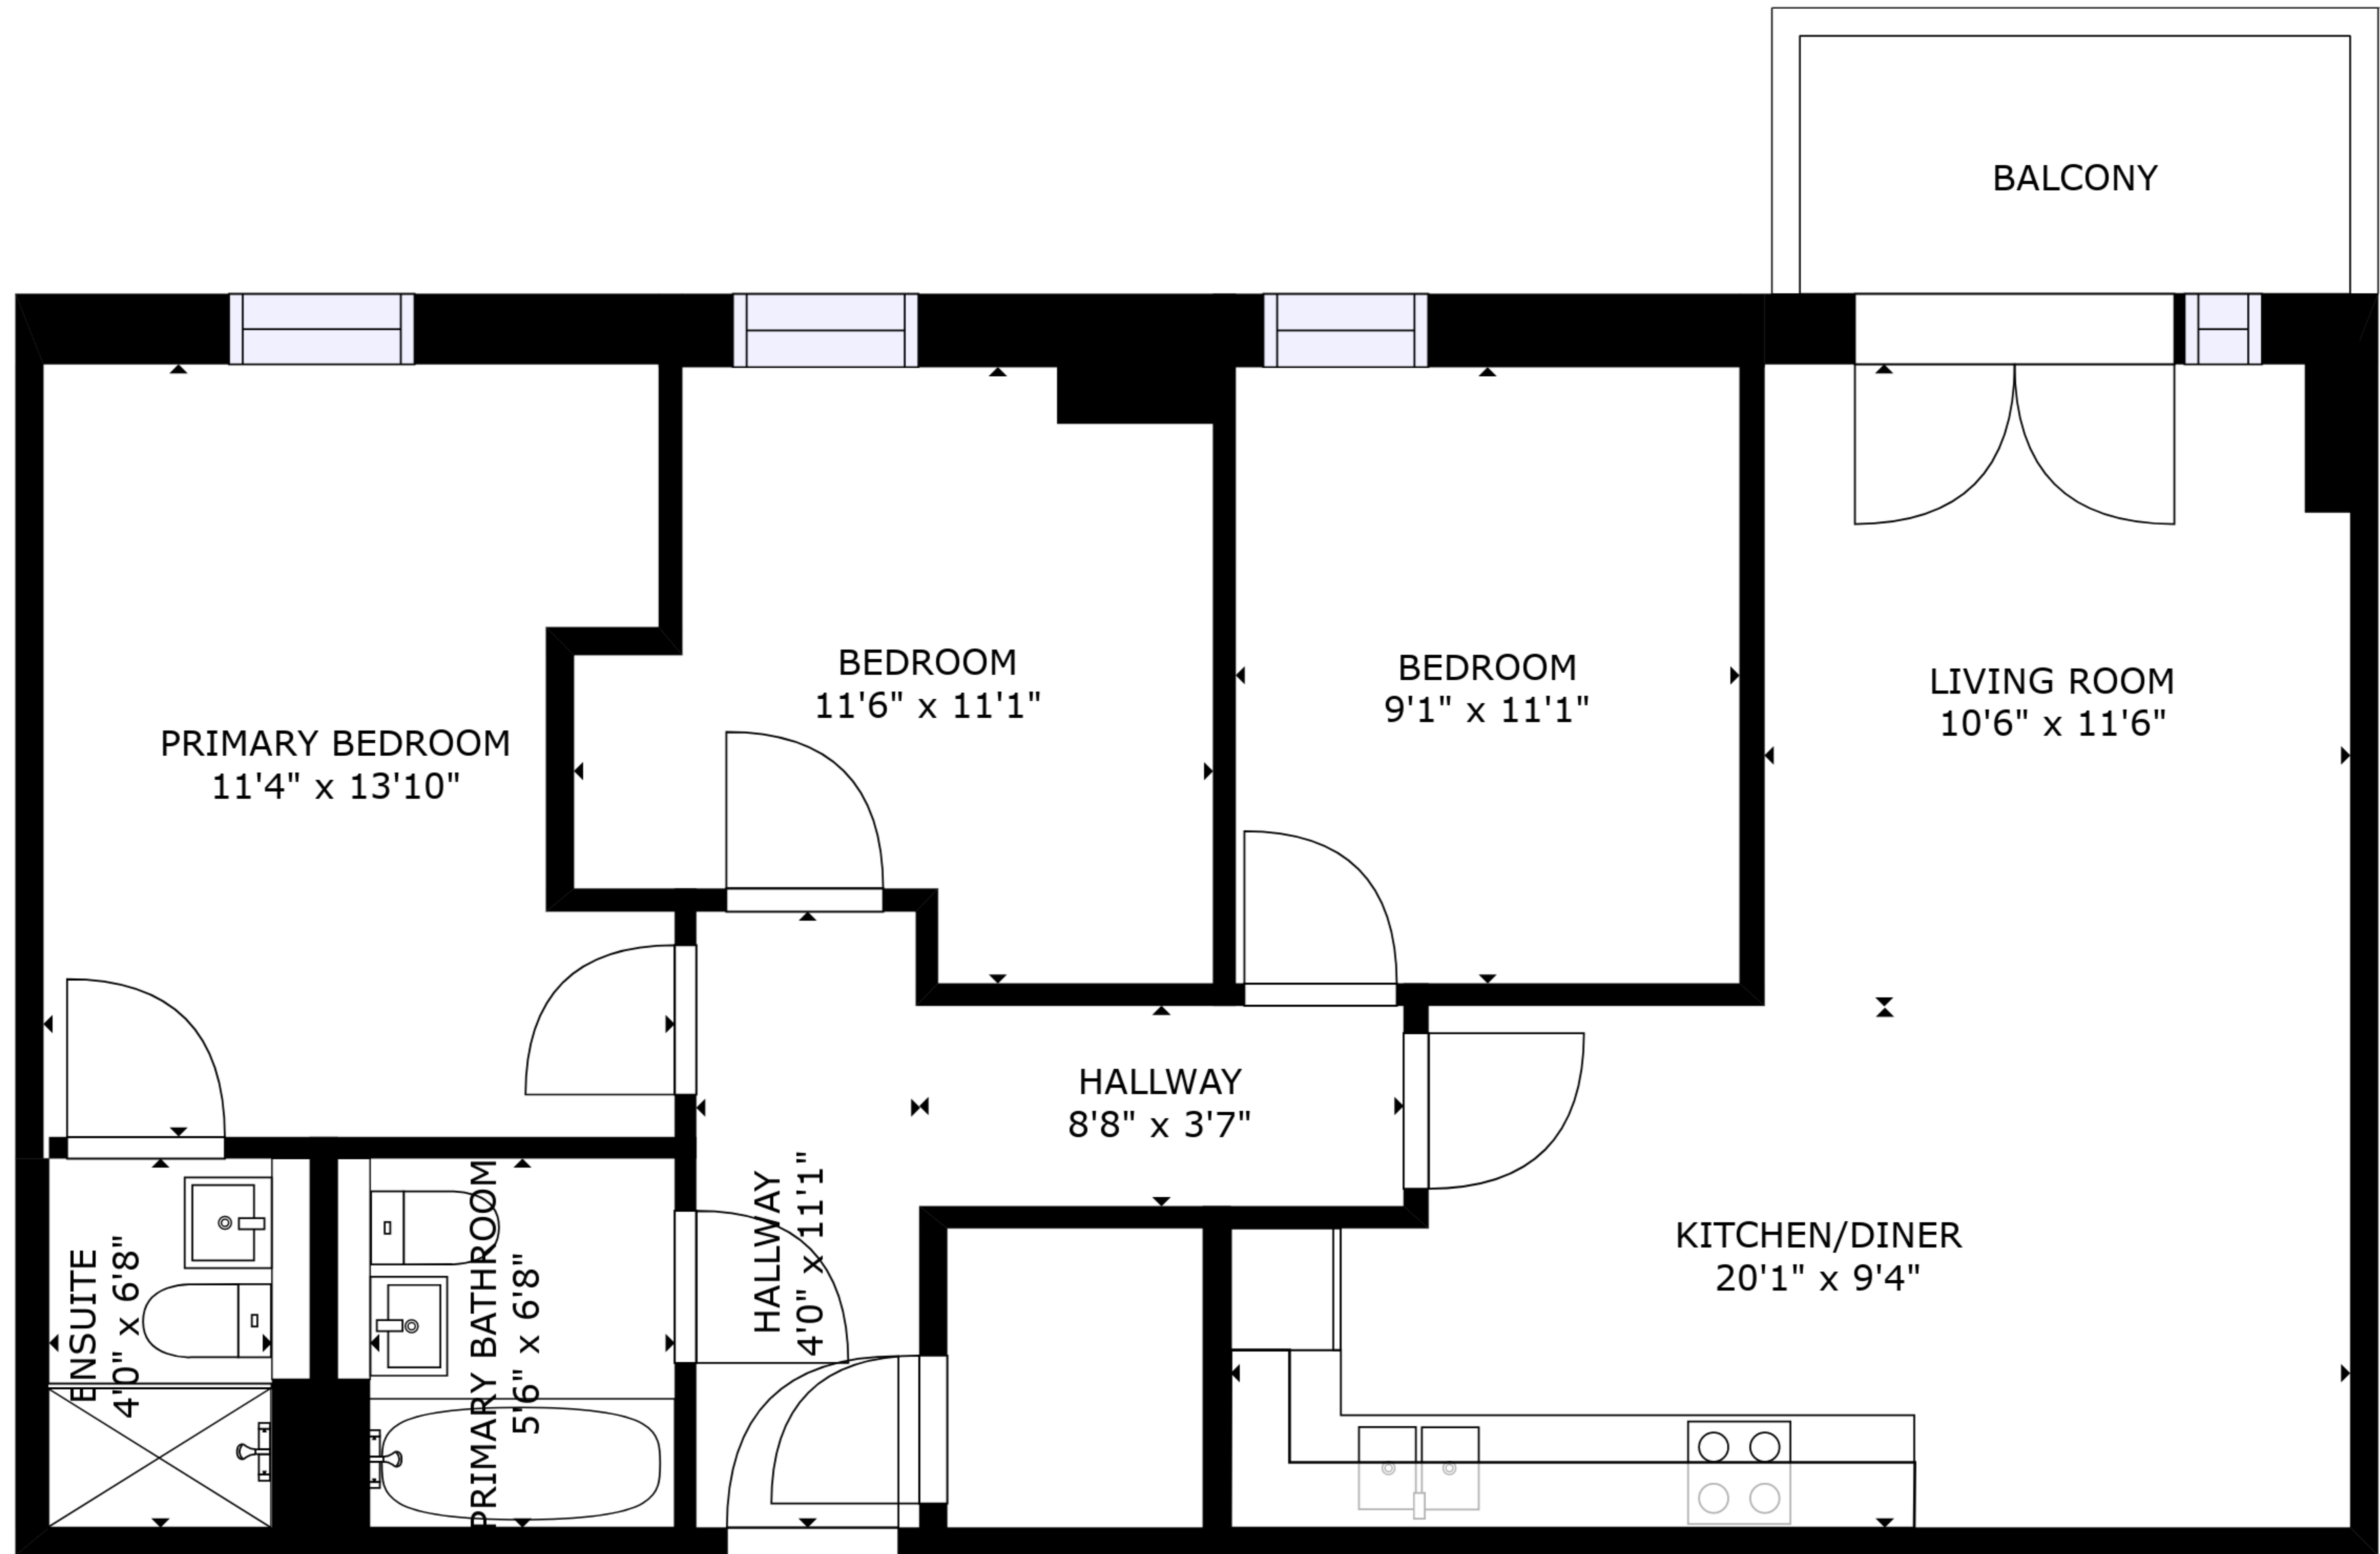 BALCONY
BEDROOM
11'6" x 11'1"
BEDROOM
9'1" x 11'1"
LIVING ROOM
10'6" x 11'6"
PRIMARY BEDROOM
11'4" x 13'10"
HALLWAY
8'8" x 3'7"
ENSUITE
4'0" x 6'8"
PRIMARY BATHROOM
5'6" x 6'8"
HALLWAY
4'0" x 11'1"
KITCHEN/DINER
20'1" x 9'4"